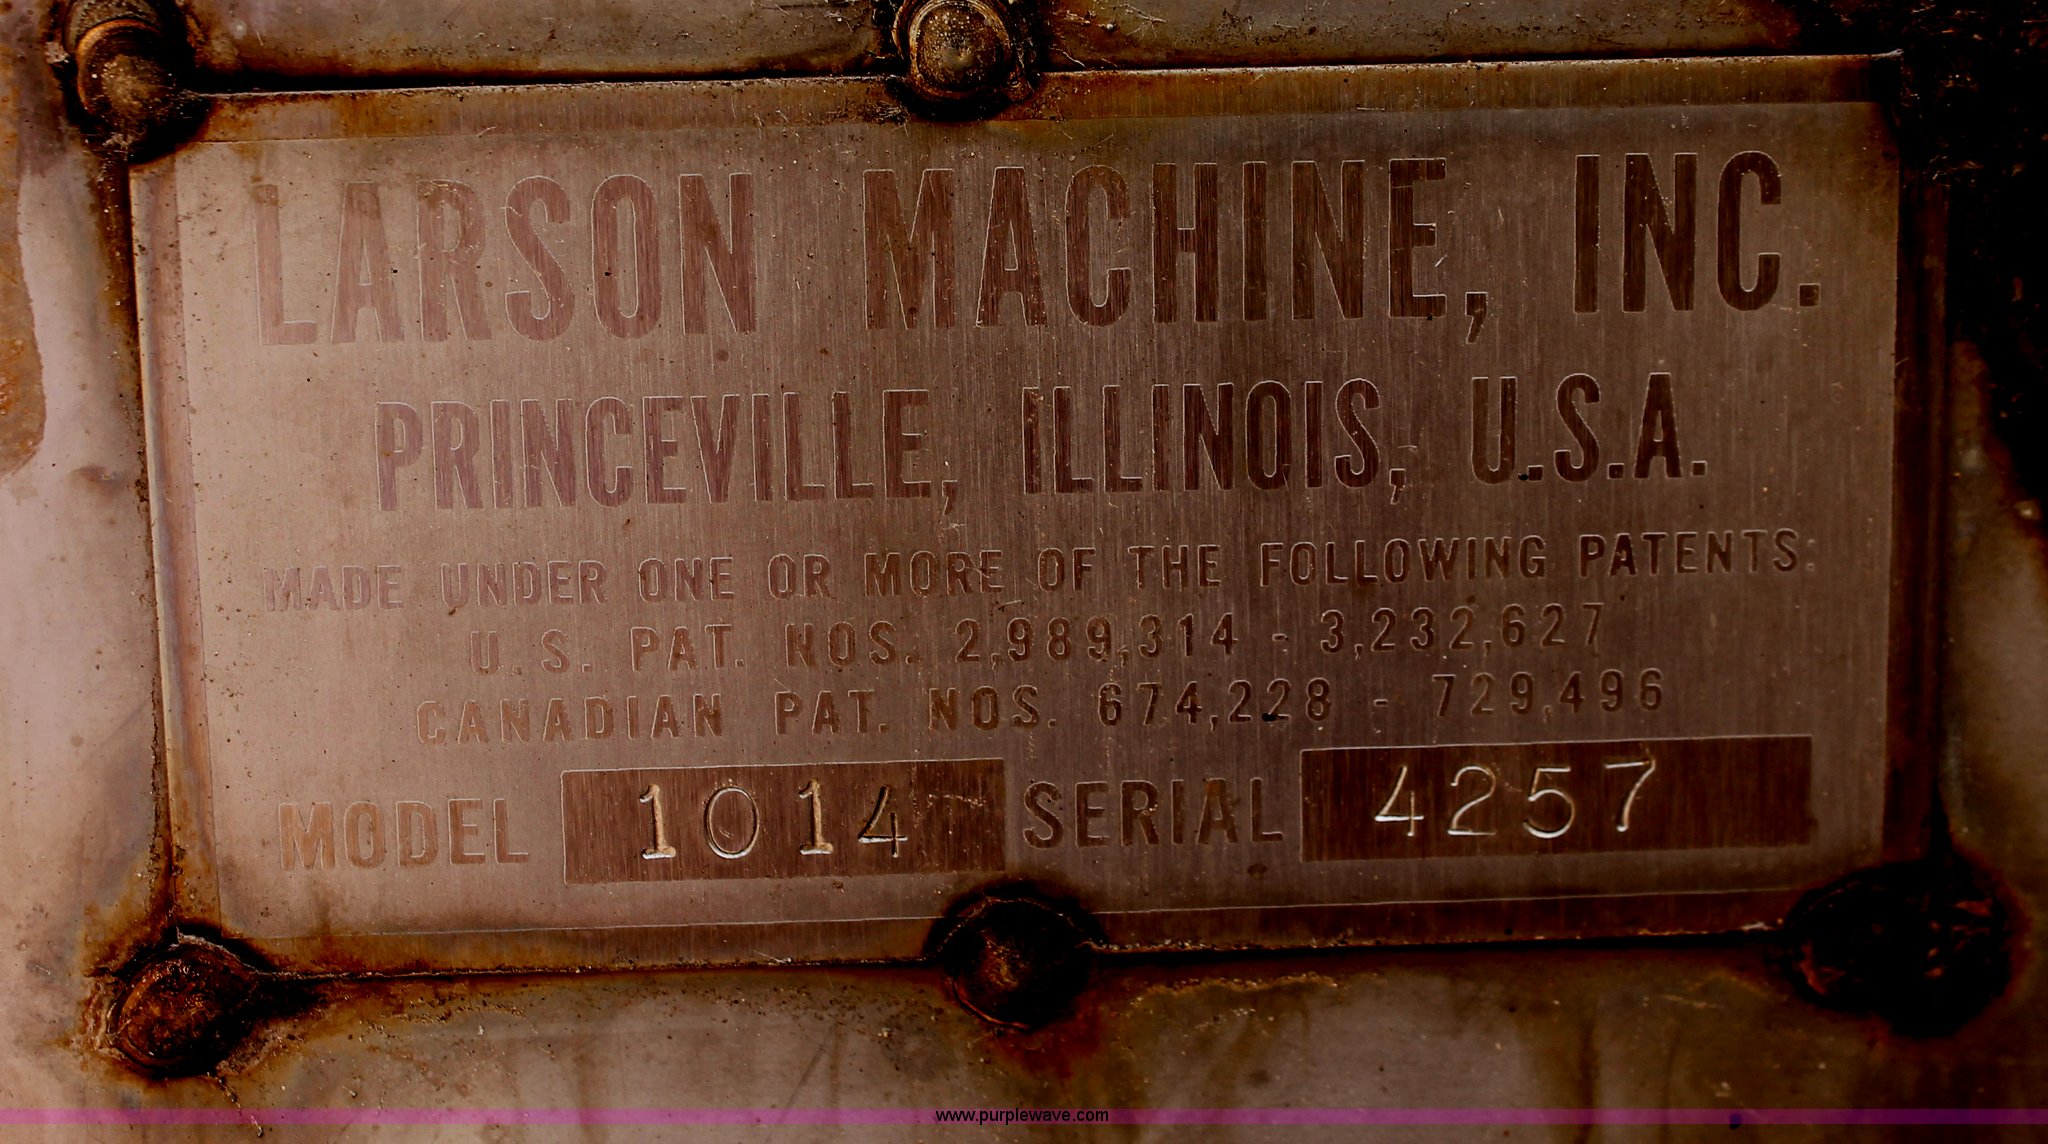 LARSON MACHINE, INC.
PRINCEVILLE, ILLINOIS, U.S.A.
MADE UNDER ONE OR MORE OF THE FOLLOWING PATENTS:
U.S. PAT. NOS. 2,989,314 - 3,232,627
CANADIAN PAT. NOS. 674,228 - 729,496
MODEL 1014 SERIAL 4257
www.purplewave.com